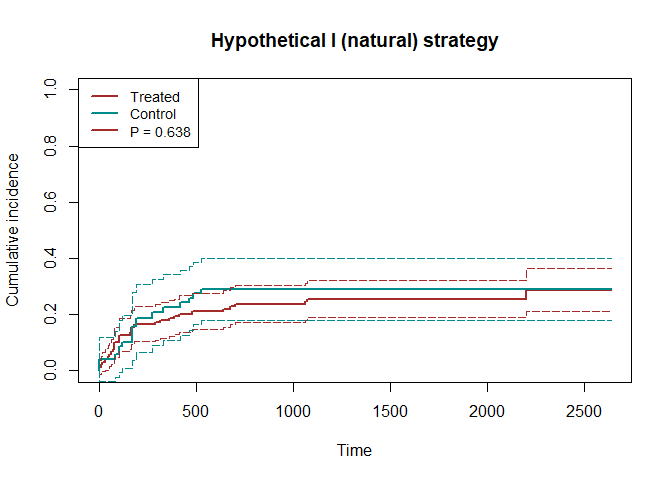 Hypothetical I (natural) strategy
Treated
Control
P = 0.638
Cumulative incidence
1.0
0.8
0.6
0.4
0.2
0.0
0 500 1000 1500 2000 2500
Time